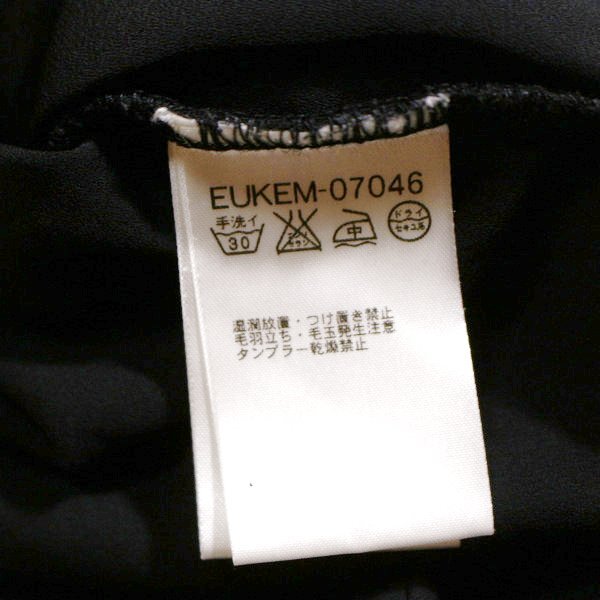 EUKEM-07046
手洗イ
30
エンソ
サラシ
中
ドライ
セキユ系
湿潤放置・つけ置き禁止
毛羽立ち・毛玉発生注意
タンブラー乾燥禁止